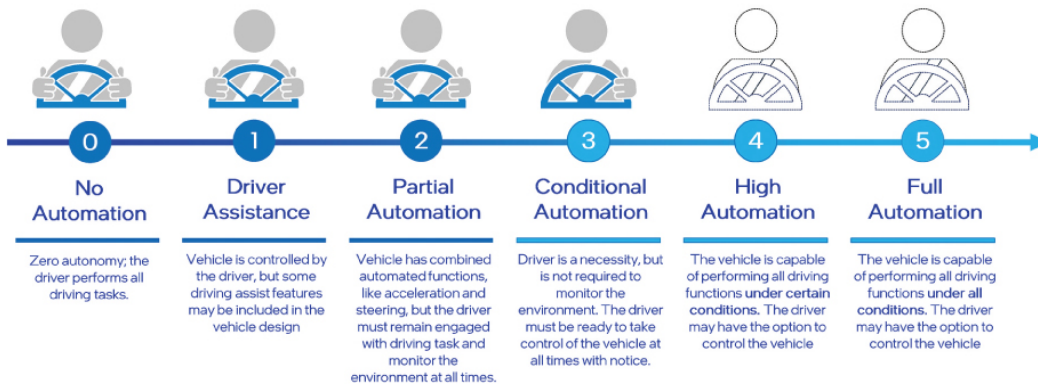 0
No
Automation
Zero autonomy; the
driver performs all
driving tasks.
1
Driver
Assistance
Vehicle is controlled by
the driver, but some
driving assist features
may be included in the
vehicle design
2
Partial
Automation
Vehicle has combined
automated functions,
like acceleration and
steering, but the driver
must remain engaged
with driving task and
monitor the
environment at all times.
3
Conditional
Automation
Driver is a necessity, but
is not required to
monitor the
environment. The driver
must be ready to take
control of the vehicle at
all times with notice.
4
High
Automation
The vehicle is capable
of performing all driving
functions under certain
conditions. The driver
may have the option to
control the vehicle
5
Full
Automation
The vehicle is capable
of performing all driving
functions under all
conditions. The driver
may have the option to
control the vehicle